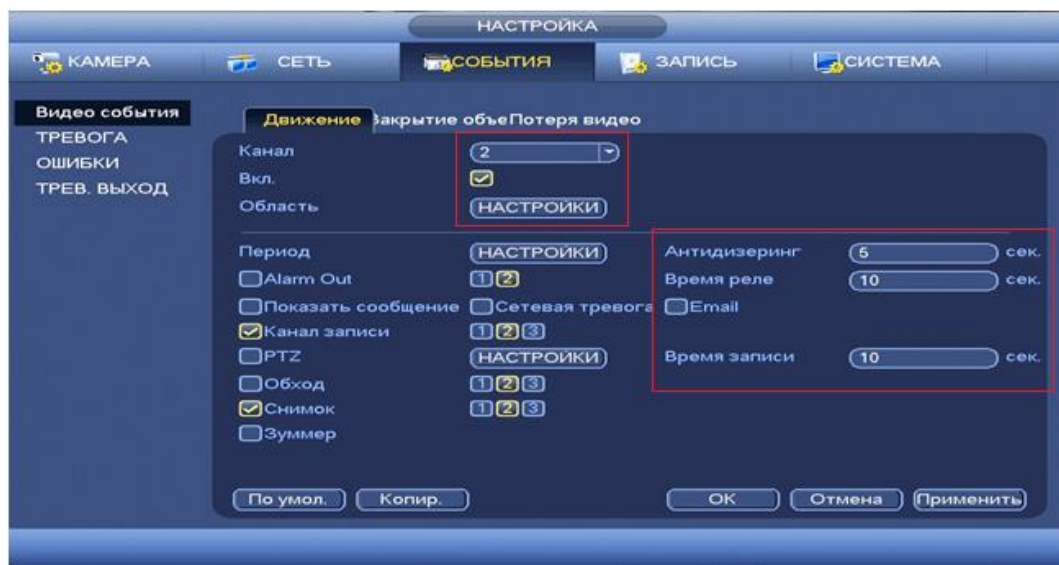 НАСТРОЙКА
КАМЕРА СЕТЬ СОБЫТИЯ ЗАПИСЬ СИСТЕМА
Видео события
ТРЕВОГА
ОШИБКИ
ТРЕВ. ВЫХОД
Движение Закрытие объе Потеря видео
Канал 2
Вкл.
Область НАСТРОЙКИ
Период НАСТРОЙКИ Антидизеринг 5 сек.
Alarm Out 1 2 Время реле 10 сек.
Показать сообщение Сетевая тревога Email
Канал записи 1 2 3
PTZ НАСТРОЙКИ Время записи 10 сек.
Обход 1 2 3
Снимок 1 2 3
Зуммер
По умол. Копир. OK Отмена Применить